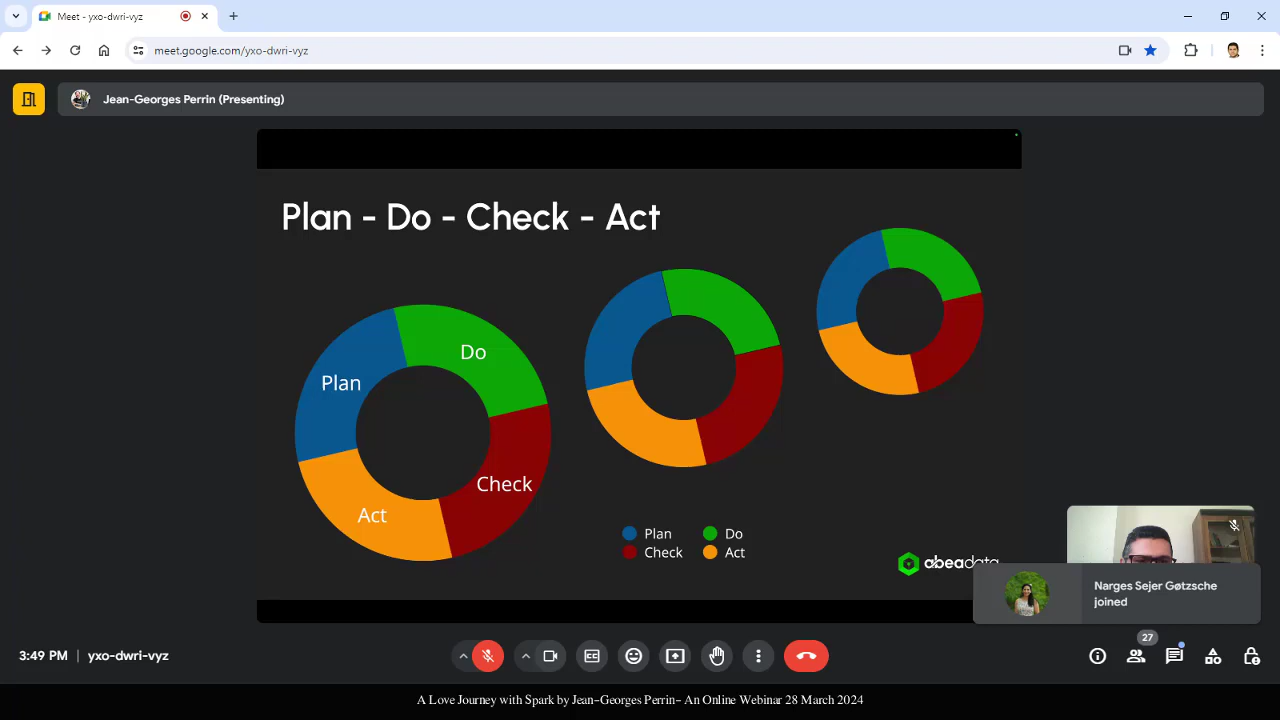 Meet - yxo-dwri-vyz
meet.google.com/yxo-dwri-vyz
Jean-Georges Perrin (Presenting)
Plan - Do - Check - Act
Do
Plan
Check
Act
Plan
Do
Check
Act
abeadata
Narges Sejer Gøtzsche
joined
27
3:49 PM
yxo-dwri-vyz
A Love Journey with Spark by Jean-Georges Perrin- An Online Webinar 28 March 2024